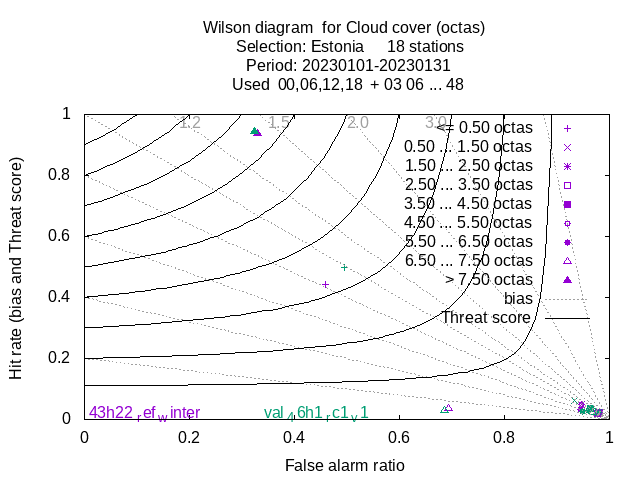 Wilson diagram for Cloud cover (octas)
Selection: Estonia 18 stations
Period: 20230101-20230131
Used 00,06,12,18 + 03 06 ... 48
Hit rate (bias and Threat score)
1
0.8
0.6
0.4
0.2
0
1.2 1.5 2.0 3.0
<= 0.50 octas
0.50 ... 1.50 octas
1.50 ... 2.50 octas
2.50 ... 3.50 octas
3.50 ... 4.50 octas
4.50 ... 5.50 octas
5.50 ... 6.50 octas
6.50 ... 7.50 octas
> 7.50 octas
bias
Threat score
43h22_ref_winter val_46h1_rc1_v1
0 0.2 0.4 0.6 0.8 1
False alarm ratio